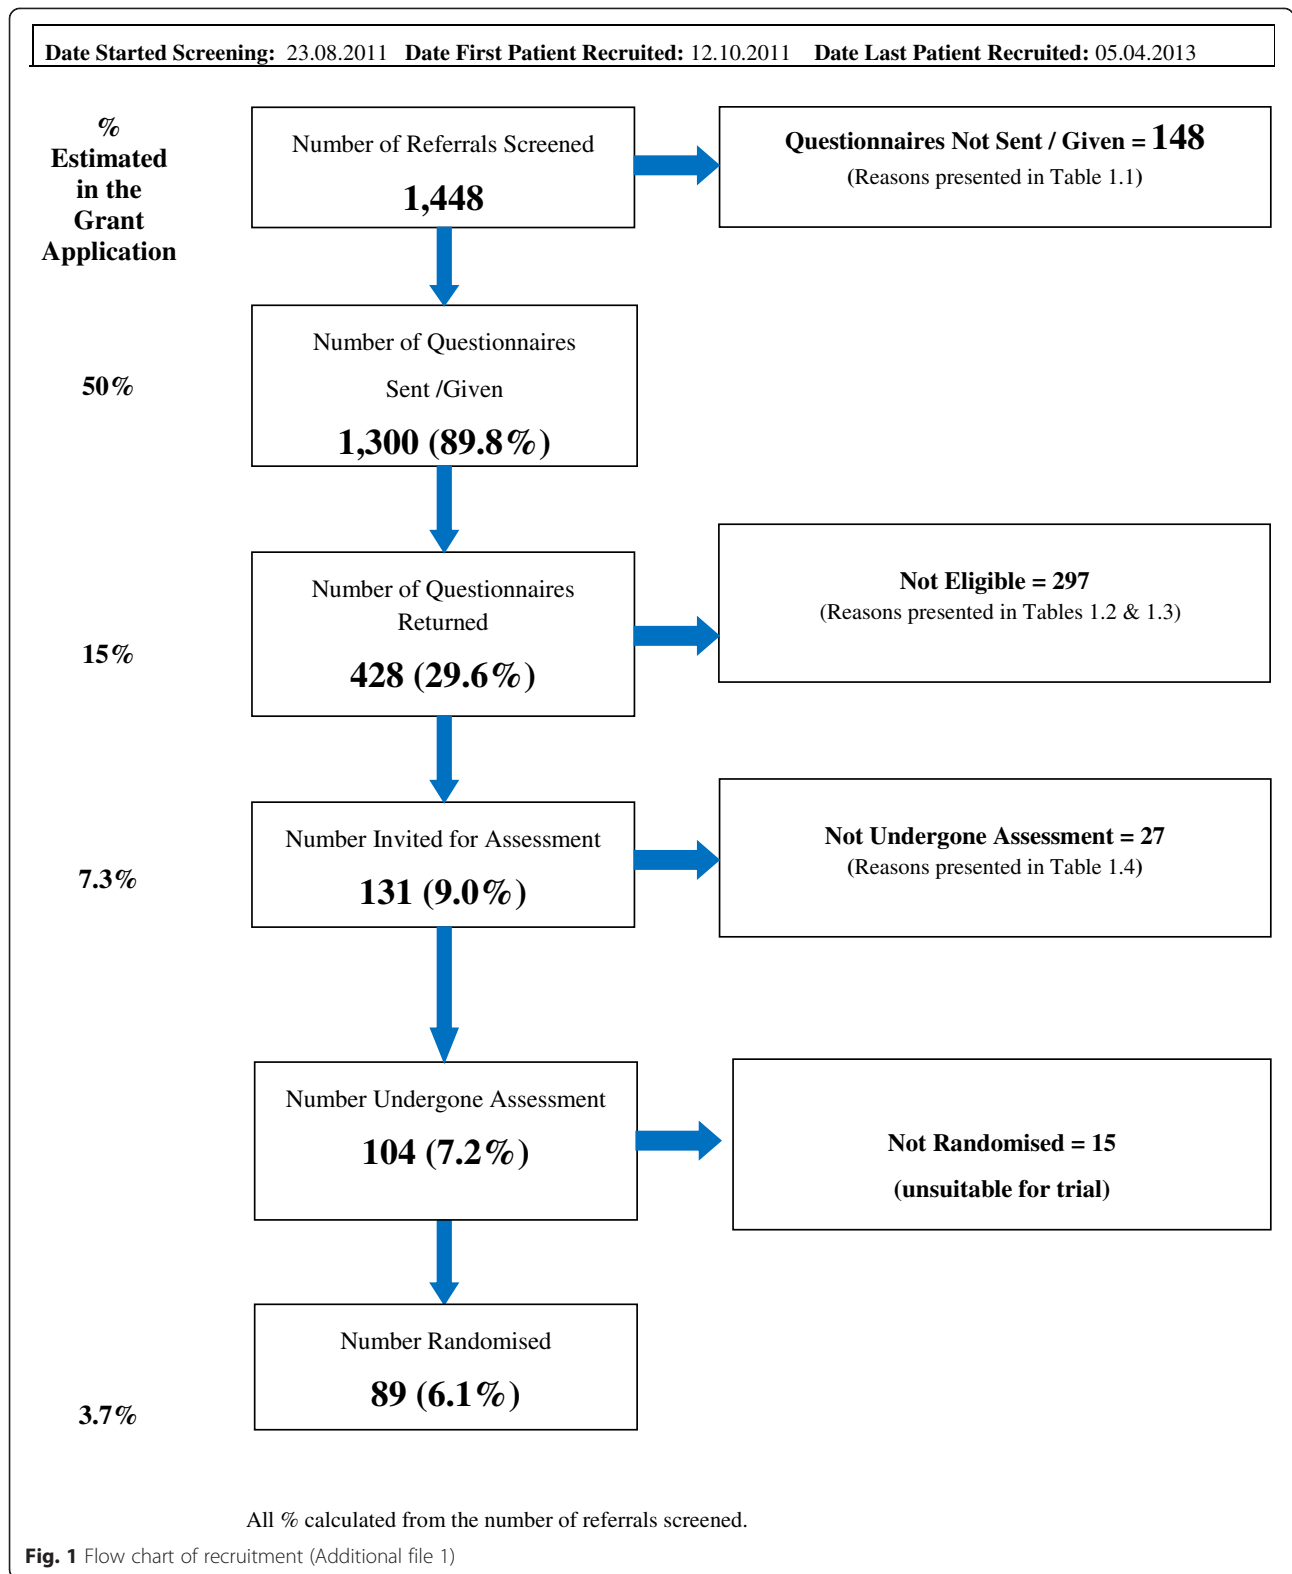 Date Started Screening: 23.08.2011 Date First Patient Recruited: 12.10.2011 Date Last Patient Recruited: 05.04.2013
%
Estimated
in the
Grant
Application
Number of Referrals Screened
1,448
Questionnaires Not Sent / Given = 148
(Reasons presented in Table 1.1)
50%
Number of Questionnaires
Sent /Given
1,300 (89.8%)
15%
Number of Questionnaires
Returned
428 (29.6%)
Not Eligible = 297
(Reasons presented in Tables 1.2 & 1.3)
7.3%
Number Invited for Assessment
131 (9.0%)
Not Undergone Assessment = 27
(Reasons presented in Table 1.4)
Number Undergone Assessment
104 (7.2%)
Not Randomised = 15
(unsuitable for trial)
3.7%
Number Randomised
89 (6.1%)
All % calculated from the number of referrals screened.
Fig. 1 Flow chart of recruitment (Additional file 1)